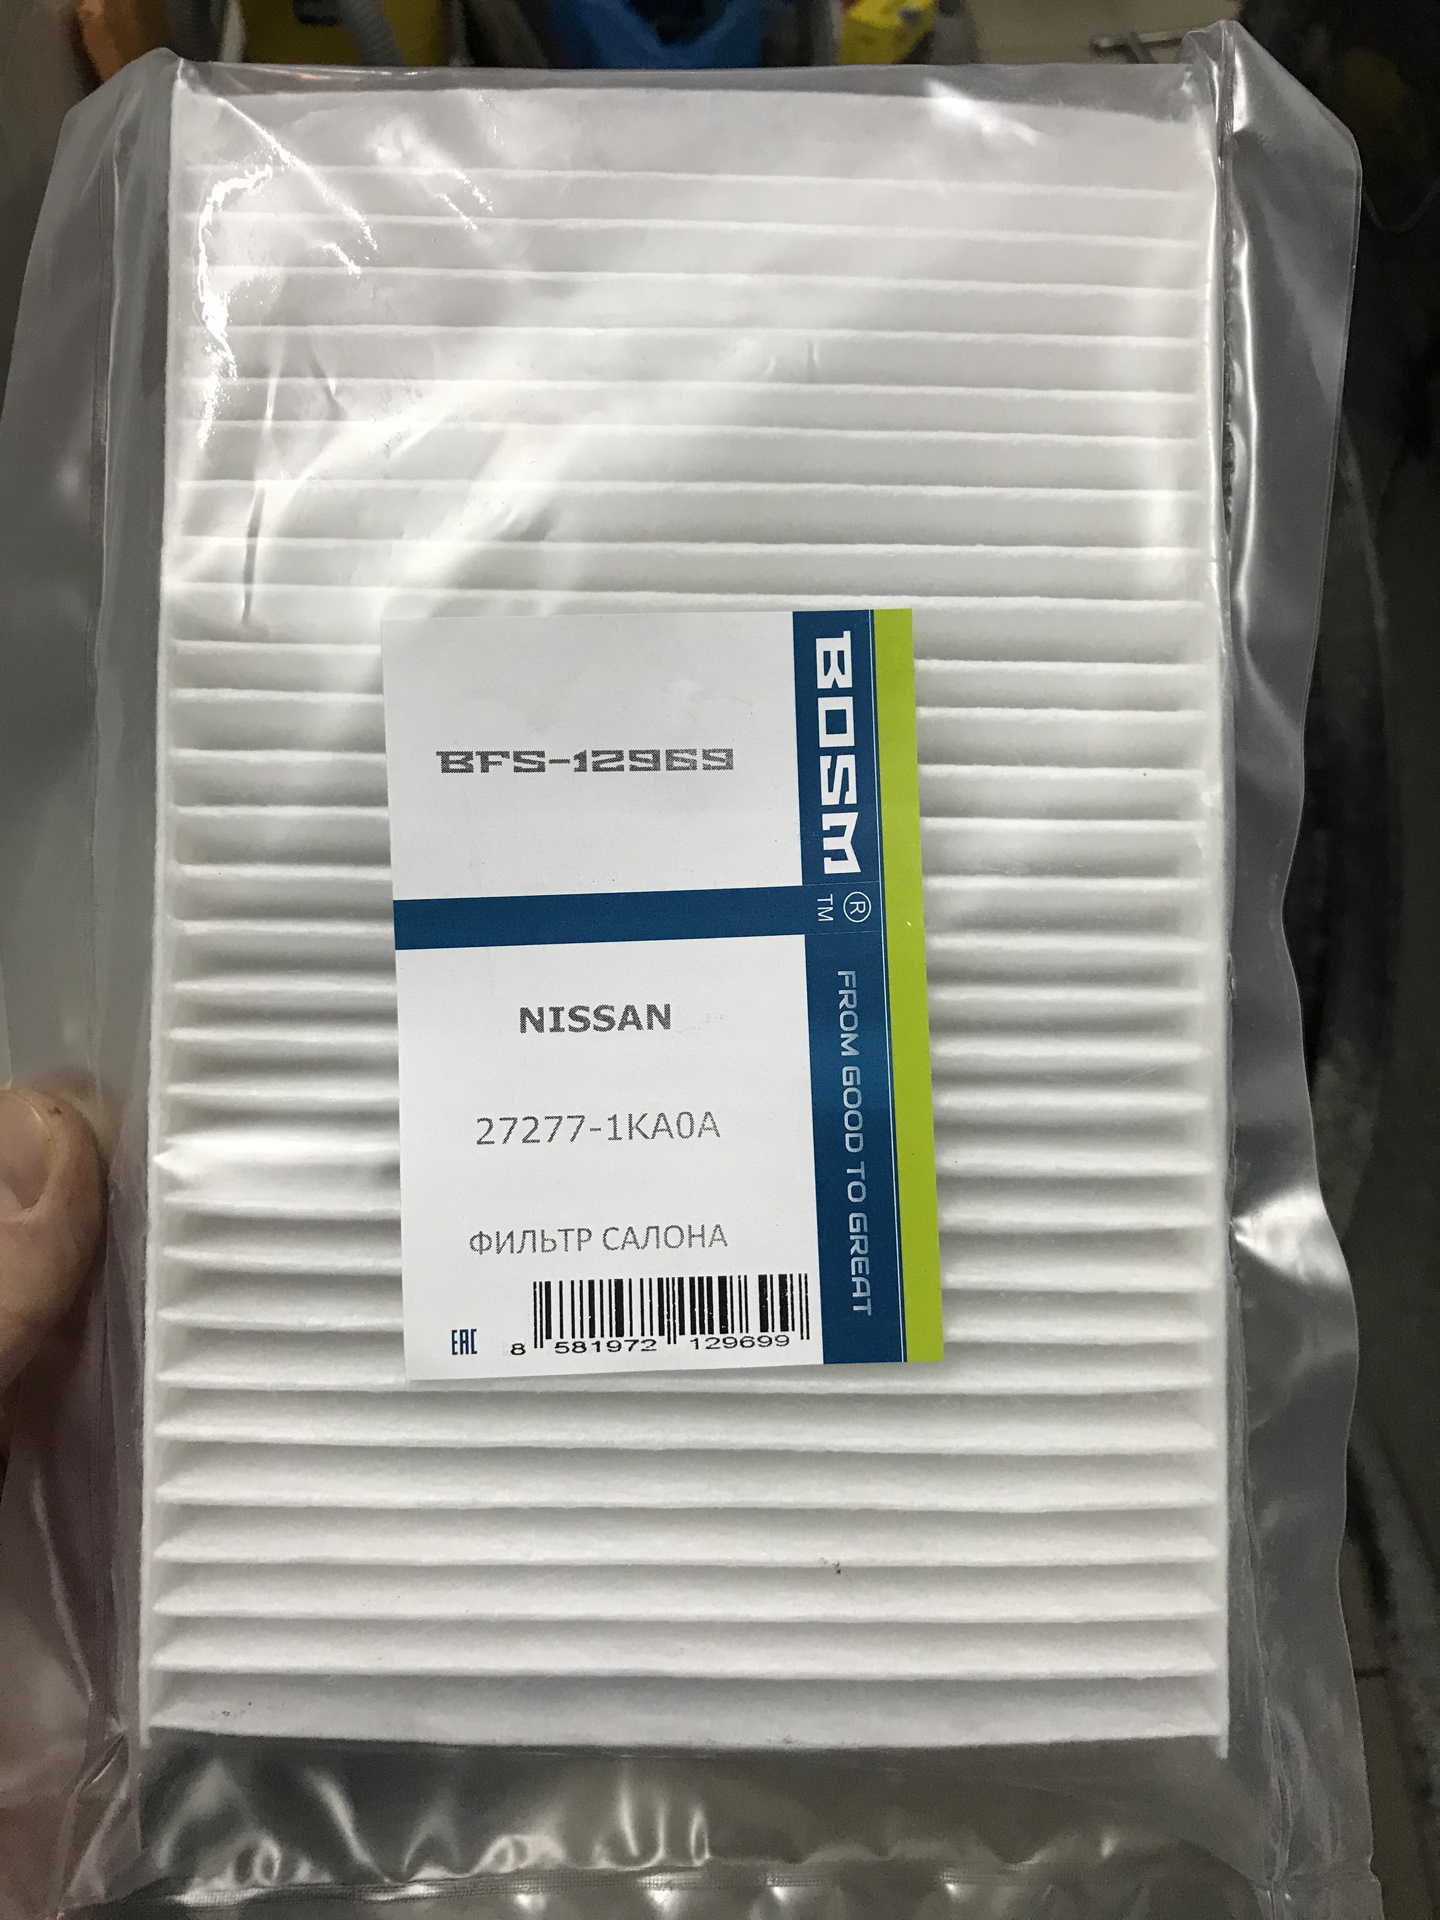 BFS-12969
BOSM
® TM
FROM GOOD TO GREAT
NISSAN
27277-1KA0A
ФИЛЬТР САЛОНА
EAC
8 581972 129699